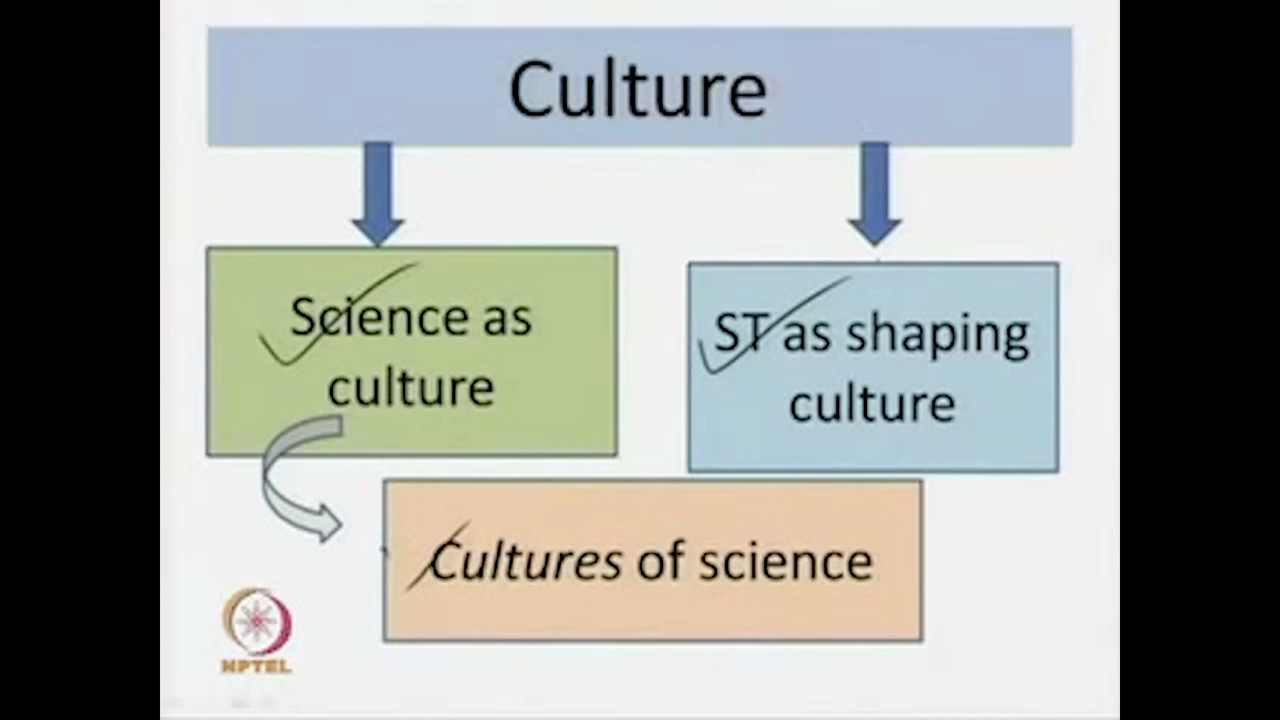 Culture
Science as
culture
ST as shaping
culture
Cultures of science
NPTEL